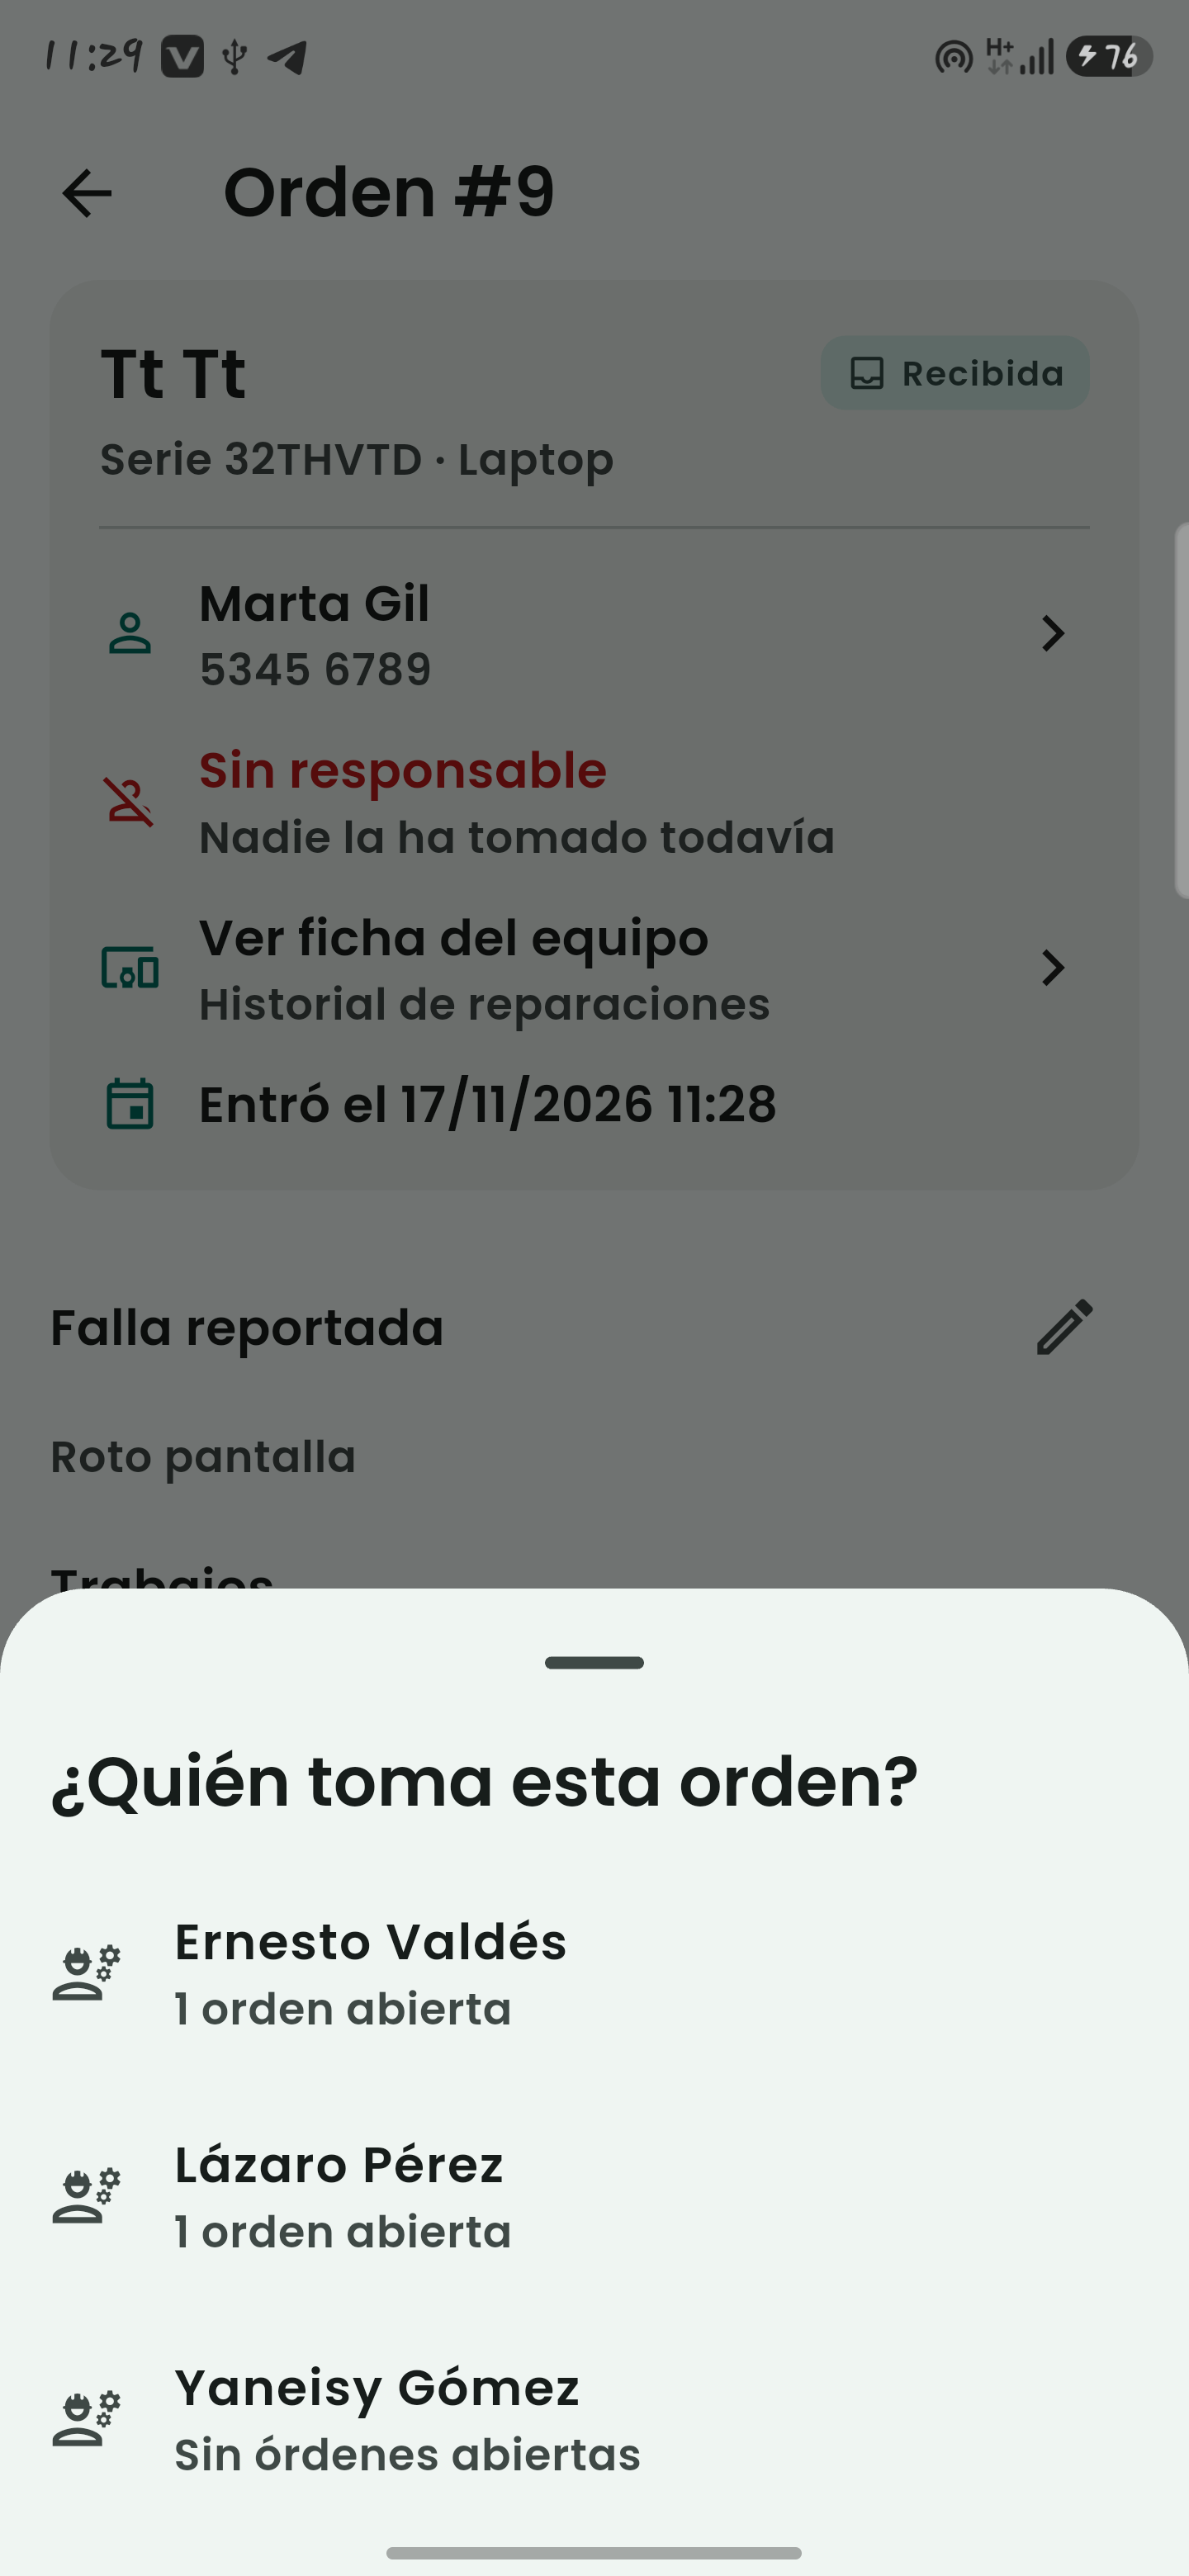 11:29
H+
76
Orden #9
Tt Tt
Recibida
Serie 32THVTD · Laptop
Marta Gil
5345 6789
Sin responsable
Nadie la ha tomado todavía
Ver ficha del equipo
Historial de reparaciones
Entró el 17/11/2026 11:28
Falla reportada
Roto pantalla
Trabajos
¿Quién toma esta orden?
Ernesto Valdés
1 orden abierta
Lázaro Pérez
1 orden abierta
Yaneisy Gómez
Sin órdenes abiertas